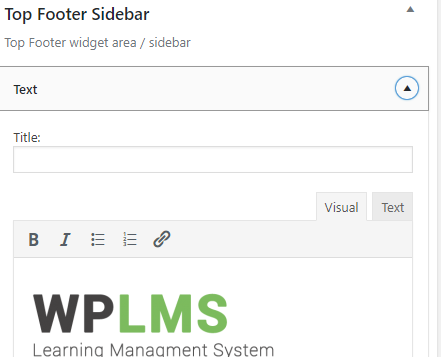 Top Footer Sidebar
Top Footer widget area / sidebar
Text
Title:
Visual Text
B I
WPLMS
Learning Managment System